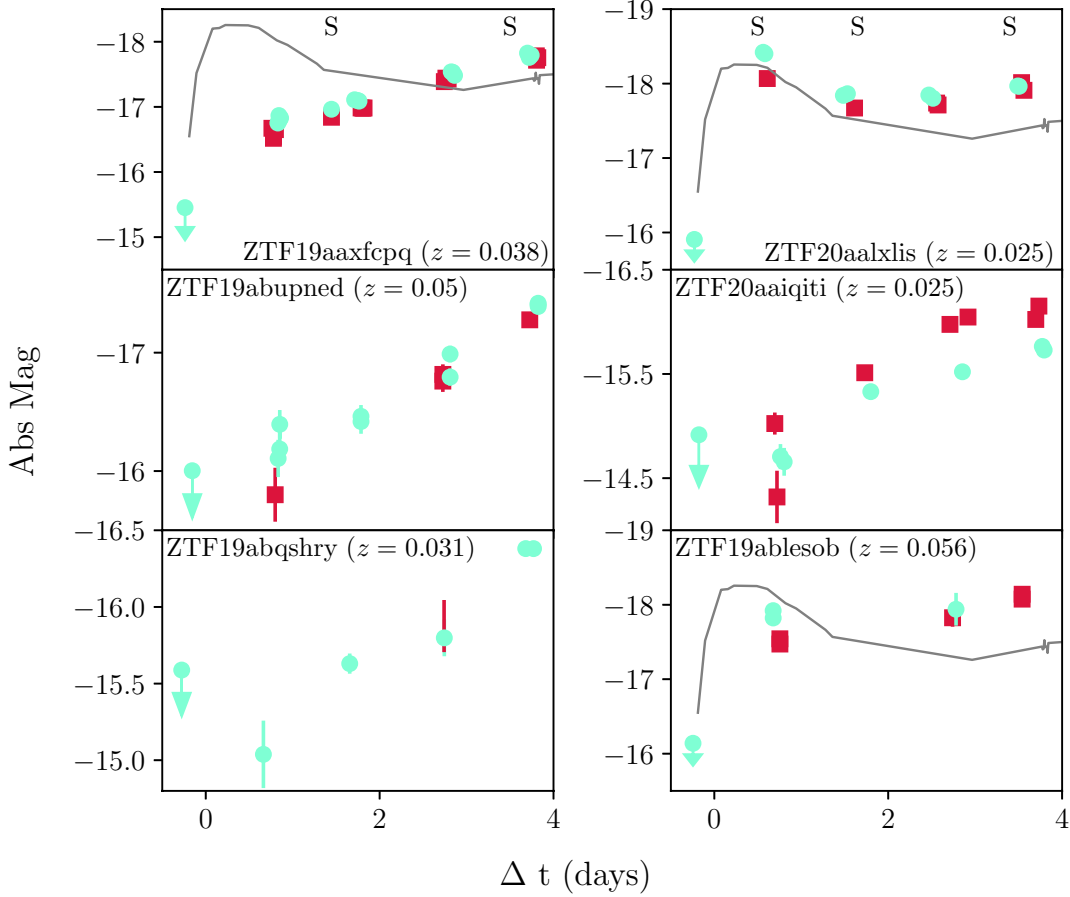 S S
−18
−17
−16
−15
ZTF19aaxfcpq (z = 0.038)
−19
S S S
−18
−17
−16
ZTF20aalxlis (z = 0.025)
ZTF19abupned (z = 0.05)
−17
−16
−16.5
ZTF20aaiqiti (z = 0.025)
−15.5
−14.5
Abs Mag
−16.5
ZTF19abqshry (z = 0.031)
−16.0
−15.5
−15.0
0 2 4
−19
ZTF19ablesob (z = 0.056)
−18
−16
0 2 4
Δ t (days)